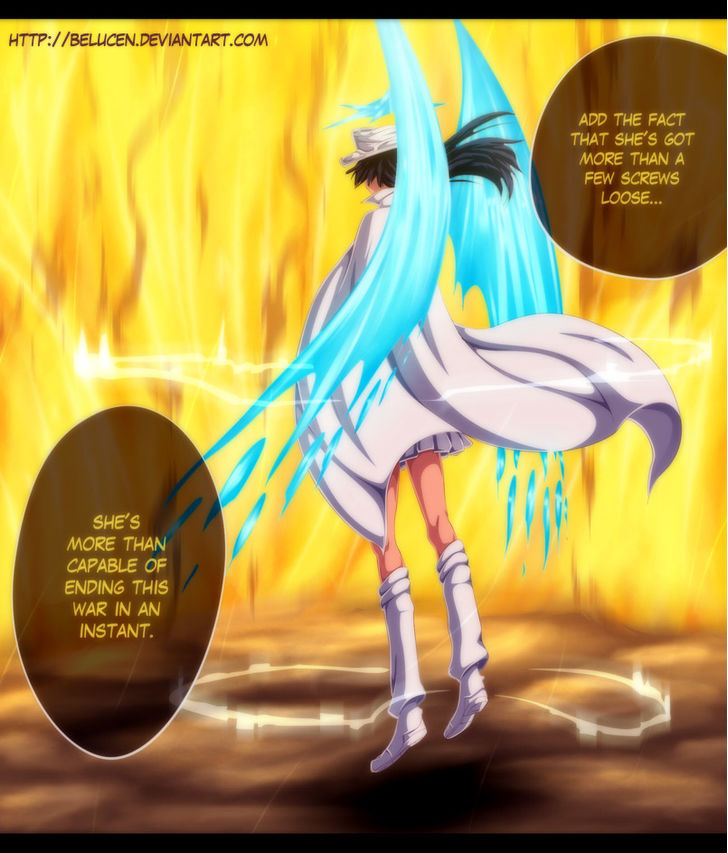 HTTP://BELUCEN.DEVIANTART.COM
ADD THE FACT
THAT SHE'S GOT
MORE THAN A
FEW SCREWS
LOOSE...
SHE'S
MORE THAN
CAPABLE OF
ENDING THIS
WAR IN AN
INSTANT.